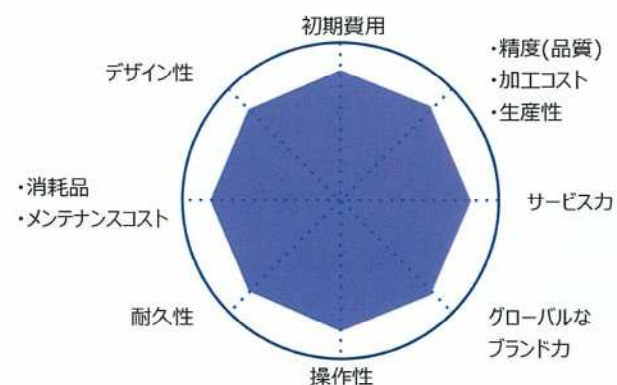 初期費用
・精度(品質)
・加工コスト
・生産性
サービス力
グローバルな
ブランド力
操作性
耐久性
・消耗品
・メンテナンスコスト
デザイン性